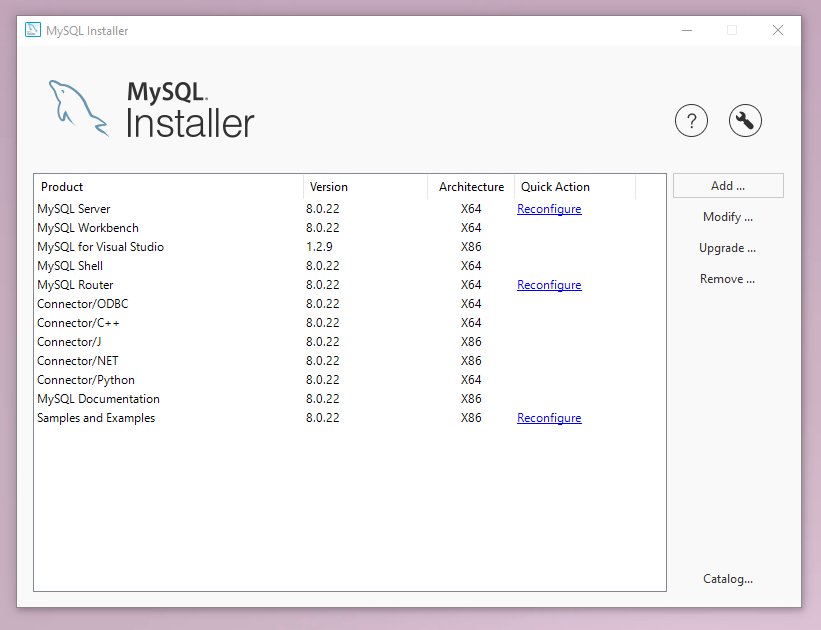 MySQL Installer
MySQL.
Installer
?
Product Version Architecture Quick Action
MySQL Server 8.0.22 X64 Reconfigure
MySQL Workbench 8.0.22 X64
MySQL for Visual Studio 1.2.9 X86
MySQL Shell 8.0.22 X64
MySQL Router 8.0.22 X64 Reconfigure
Connector/ODBC 8.0.22 X64
Connector/C++ 8.0.22 X64
Connector/J 8.0.22 X86
Connector/NET 8.0.22 X86
Connector/Python 8.0.22 X64
MySQL Documentation 8.0.22 X86
Samples and Examples 8.0.22 X86 Reconfigure
Add ...
Modify ...
Upgrade ...
Remove ...
Catalog...